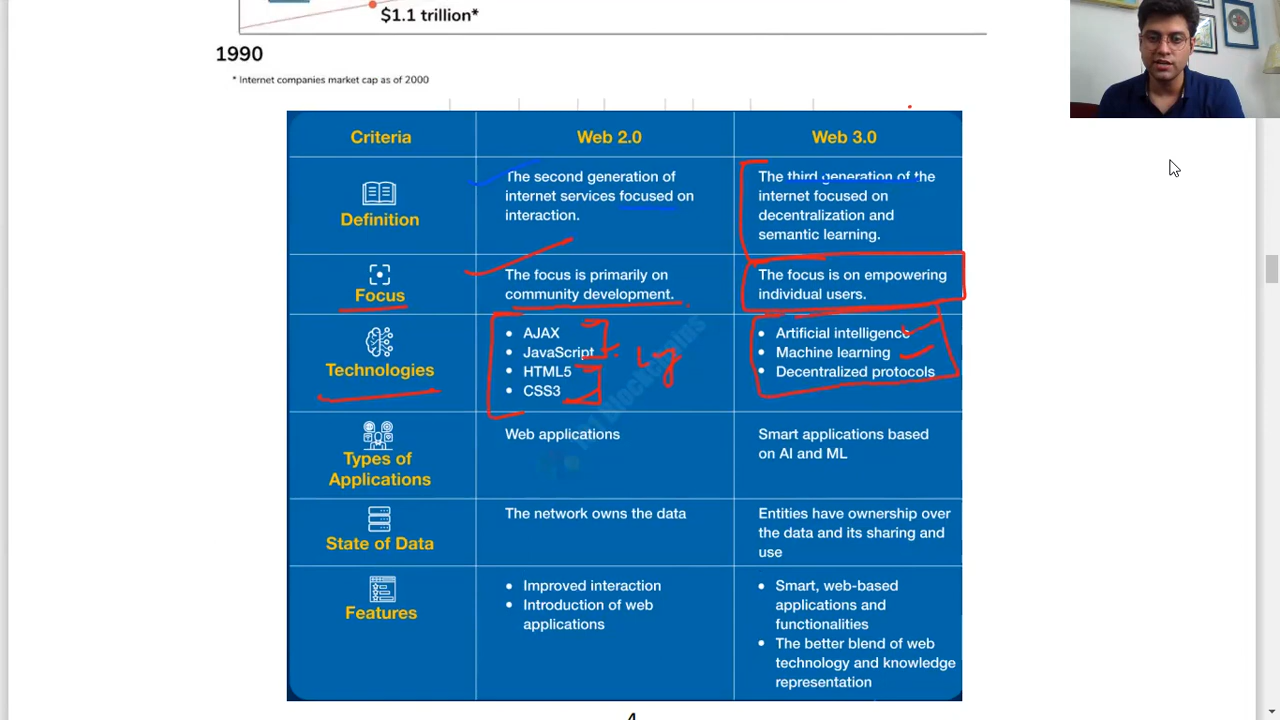 $1.1 trillion*
1990
* Internet companies market cap as of 2000
Criteria
Web 2.0
Web 3.0
Definition
The second generation of
internet services focused on
interaction.
The third generation of the
internet focused on
decentralization and
semantic learning.
Focus
The focus is primarily on
community development.
The focus is on empowering
individual users.
Technologies
• AJAX
• JavaScript
• HTML5
• CSS3
• Artificial intelligence
• Machine learning
• Decentralized protocols
Types of
Applications
Web applications
Smart applications based
on AI and ML
State of Data
The network owns the data
Entities have ownership over
the data and its sharing and
use
Features
• Improved interaction
• Introduction of web
applications
• Smart, web-based
applications and
functionalities
• The better blend of web
technology and knowledge
representation